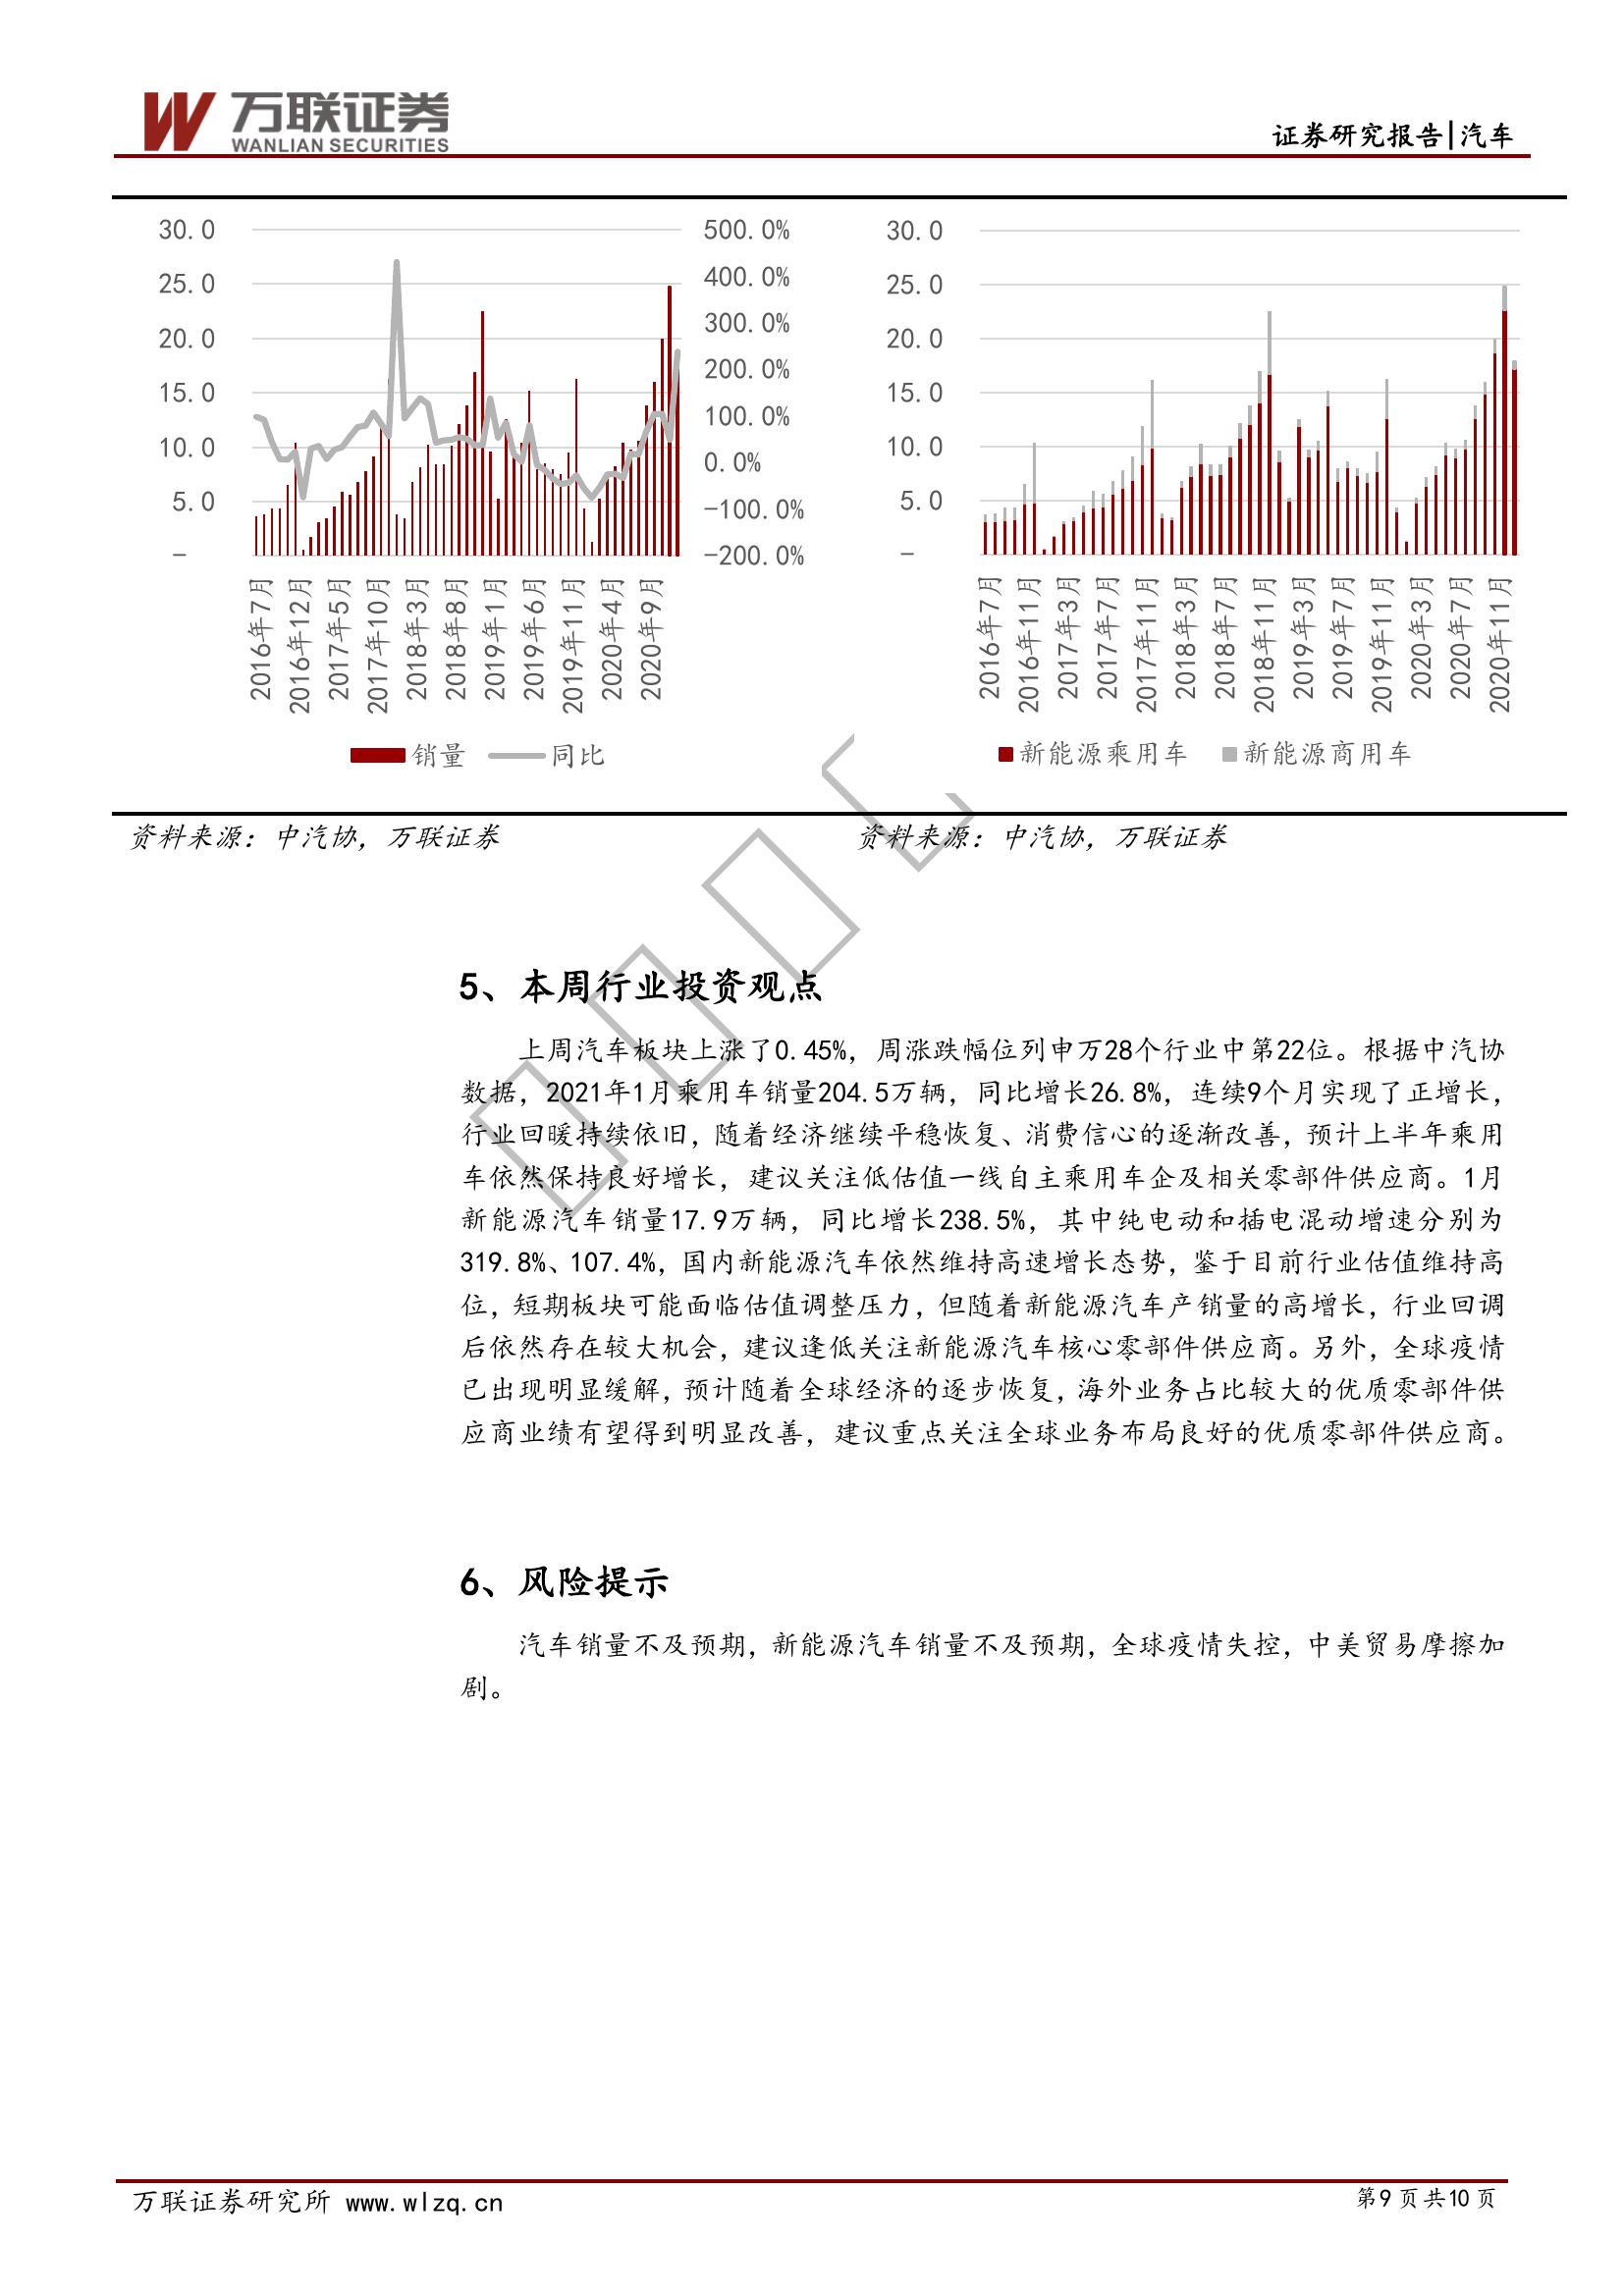 万联证券
WANLIAN SECURITIES
证券研究报告|汽车
30.0
25.0
20.0
15.0
10.0
5.0
-
500.0%
400.0%
300.0%
200.0%
100.0%
0.0%
-100.0%
-200.0%
2016年7月
2016年12月
2017年5月
2017年10月
2018年3月
2018年8月
2019年1月
2019年6月
2019年11月
2020年4月
2020年9月
销量 同比
30.0
25.0
20.0
15.0
10.0
5.0
-
2016年7月
2016年11月
2017年3月
2017年7月
2017年11月
2018年3月
2018年7月
2018年11月
2019年3月
2019年7月
2019年11月
2020年3月
2020年7月
2020年11月
新能源乘用车 新能源商用车
资料来源：中汽协，万联证券
资料来源：中汽协，万联证券
5、本周行业投资观点
上周汽车板块上涨了0.45%，周涨跌幅位列申万28个行业中第22位。根据中汽协
数据，2021年1月乘用车销量204.5万辆，同比增长26.8%，连续9个月实现了正增长，
行业回暖持续依旧，随着经济继续平稳恢复、消费信心的逐渐改善，预计上半年乘用
车依然保持良好增长，建议关注低估值一线自主乘用车企及相关零部件供应商。1月
新能源汽车销量17.9万辆，同比增长238.5%，其中纯电动和插电混动增速分别为
319.8%、107.4%，国内新能源汽车依然维持高速增长态势，鉴于目前行业估值维持高
位，短期板块可能面临估值调整压力，但随着新能源汽车产销量的高增长，行业回调
后依然存在较大机会，建议逢低关注新能源汽车核心零部件供应商。另外，全球疫情
已出现明显缓解，预计随着全球经济的逐步恢复，海外业务占比较大的优质零部件供
应商业绩有望得到明显改善，建议重点关注全球业务布局良好的优质零部件供应商。
6、风险提示
汽车销量不及预期，新能源汽车销量不及预期，全球疫情失控，中美贸易摩擦加
剧。
万联证券研究所 www.wlzq.cn
第9页共10页